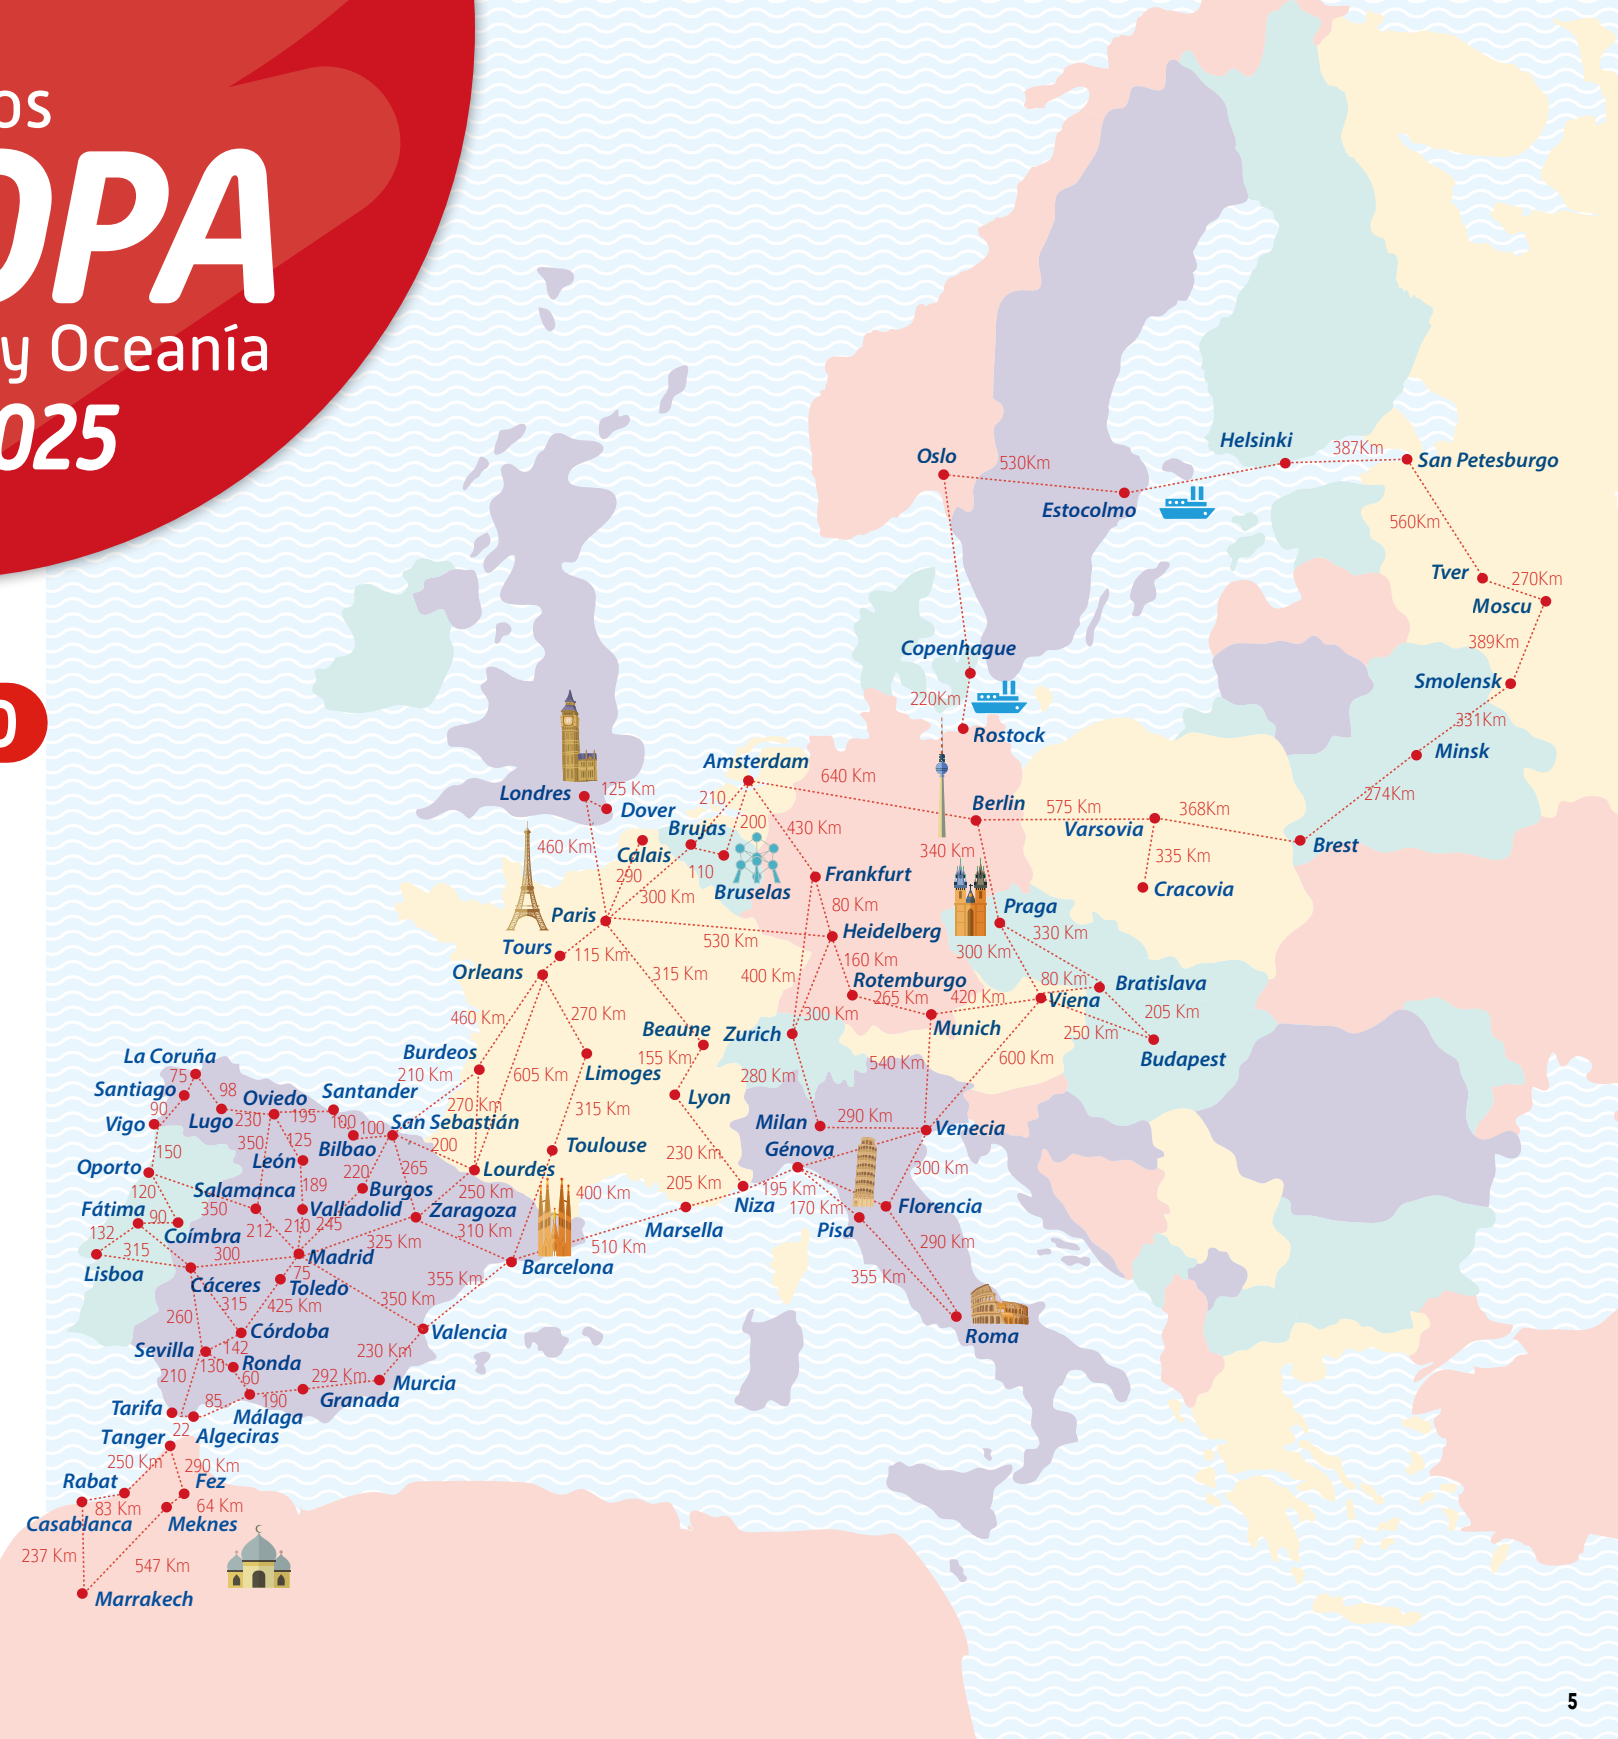 os
OPA
y Oceanía
025
Oslo
530Km
Estocolmo
Helsinki
387Km
San Petesburgo
560Km
Tver
270Km
Moscu
389Km
Smolensk
331Km
Minsk
274Km
Brest
Copenhague
220Km
Rostock
Amsterdam
640 Km
Londres
125 Km
Dover
210
Berlin
575 Km
368Km
Varsovia
Brujas
200
430 Km
460 Km
Calais
290
110
340 Km
335 Km
Bruselas
Frankfurt
Cracovia
300 Km
80 Km
Paris
Praga
Heidelberg
330 Km
530 Km
Tours
115 Km
300 Km
160 Km
Orleans
315 Km
400 Km
Rotemburgo
80 Km
Bratislava
265 Km
420 Km
Viena
460 Km
270 Km
300 Km
205 Km
Beaune
Zurich
Munich
250 Km
Budapest
Burdeos
155 Km
540 Km
600 Km
La Coruña
210 Km
605 Km
Limoges
280 Km
75
Santiago
98
Oviedo
Santander
270 Km
315 Km
Lyon
90
Vigo
Lugo
230
195
100
100
San Sebastián
Milan
290 Km
Venecia
350
125
Bilbao
200
Toulouse
Génova
150
León
230 Km
Oporto
220
265
Lourdes
300 Km
120
Salamanca
189
Burgos
250 Km
400 Km
205 Km
195 Km
Fátima
90
350
Valladolid
Zaragoza
Niza
170 Km
Florencia
132
Coimbra
212
210
245
310 Km
Marsella
Pisa
315
300
325 Km
510 Km
290 Km
Lisboa
Madrid
Barcelona
75
355 Km
355 Km
Cáceres
Toledo
260
315
425 Km
350 Km
Córdoba
Valencia
Roma
Sevilla
142
230 Km
210
130
Ronda
60
292 Km
Murcia
85
190
Granada
Tarifa
Málaga
22
Tanger
Algeciras
250 Km
290 Km
Rabat
Fez
83 Km
64 Km
Casablanca
Meknes
237 Km
547 Km
Marrakech
5